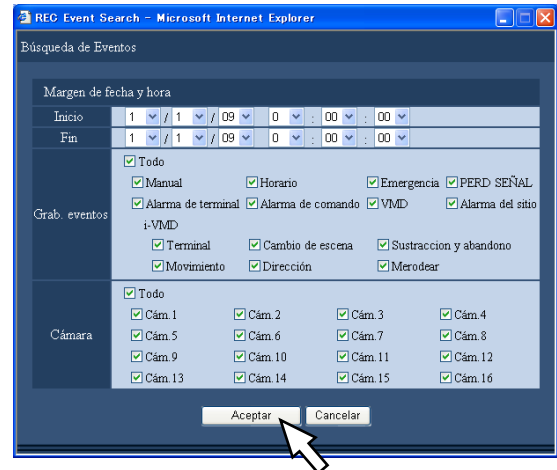 REC Event Search - Microsoft Internet Explorer
Búsqueda de Eventos
Margen de fecha y hora
Inicio 1 / 1 / 09 0 : 00 : 00
Fin 1 / 1 / 09 0 : 00 : 00
Todo
Manual Horario Emergencia PERD SEÑAL
Alarma de terminal Alarma de comando VMD Alarma del sitio
Grab. eventos
i-VMD
Terminal Cambio de escena Sustraccion y abandono
Movimiento Dirección Merodear
Todo
Cám.1 Cám.2 Cám.3 Cám.4
Cámara Cám.5 Cám.6 Cám.7 Cám.8
Cám.9 Cám.10 Cám.11 Cám.12
Cám.13 Cám.14 Cám.15 Cám.16
Aceptar Cancelar